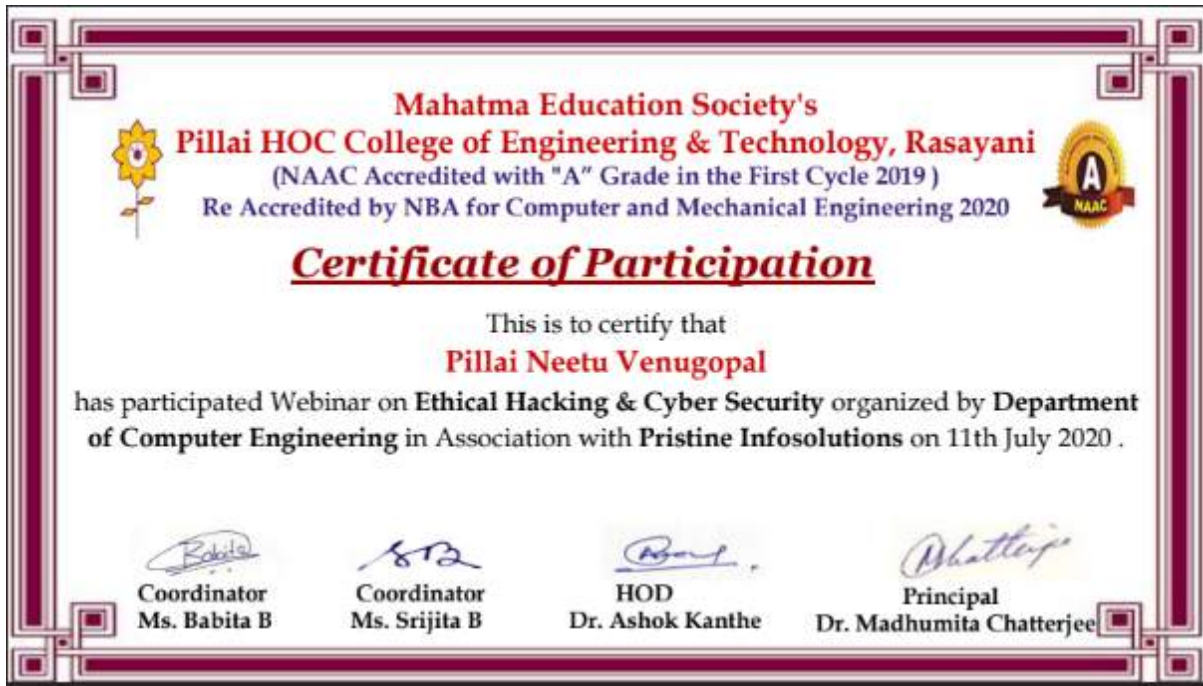 Mahatma Education Society's
Pillai HOC College of Engineering & Technology, Rasayani
(NAAC Accredited with "A" Grade in the First Cycle 2019 )
Re Accredited by NBA for Computer and Mechanical Engineering 2020
A
NAAC
Certificate of Participation
This is to certify that
Pillai Neetu Venugopal
has participated Webinar on Ethical Hacking & Cyber Security organized by Department
of Computer Engineering in Association with Pristine Infosolutions on 11th July 2020 .
Babita
Coordinator
Ms. Babita B
SB
Coordinator
Ms. Srijita B
HOD
Dr. Ashok Kanthe
Principal
Dr. Madhumita Chatterjee